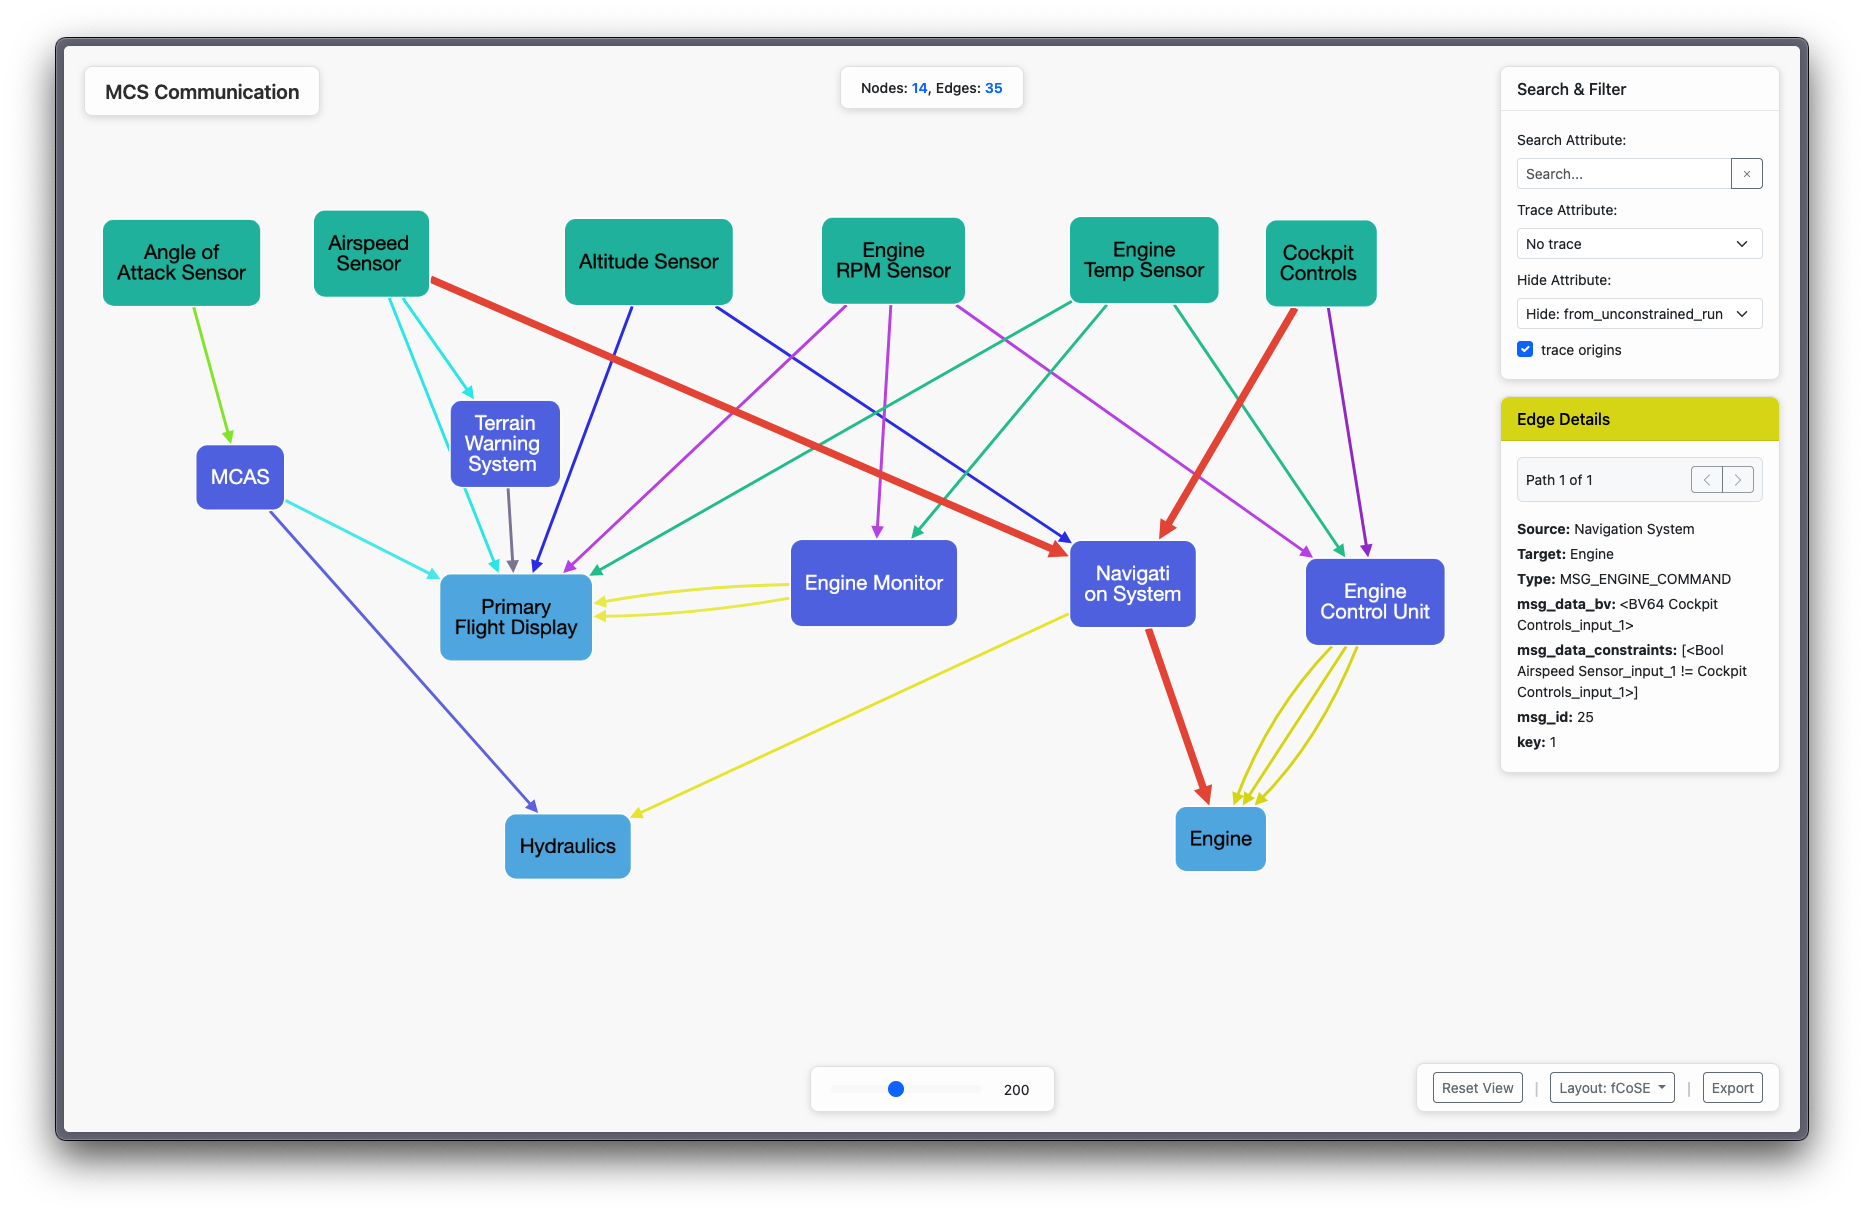 MCS Communication
Nodes: 14, Edges: 35
Search & Filter
Search Attribute:
Search...
×
Trace Attribute:
No trace
Hide Attribute:
Hide: from_unconstrained_run
trace origins
Angle of
Attack Sensor
Airspeed
Sensor
Altitude Sensor
Engine
RPM Sensor
Engine
Temp Sensor
Cockpit
Controls
Terrain
Warning
System
MCAS
Primary
Flight Display
Engine Monitor
Navigati
on System
Engine
Control Unit
Hydraulics
Engine
Edge Details
Path 1 of 1
Source: Navigation System
Target: Engine
Type: MSG_ENGINE_COMMAND
msg_data_bv: <BV64 Cockpit
Controls_input_1>
msg_data_constraints: [<Bool
Airspeed Sensor_input_1 != Cockpit
Controls_input_1>]
msg_id: 25
key: 1
200
Reset View | Layout: fCoSE | Export